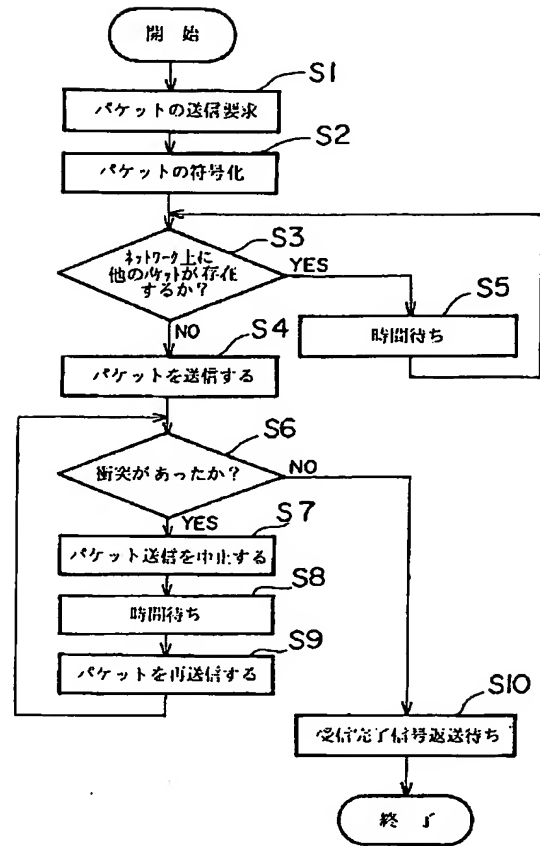 開始
S1
パケットの送信要求
S2
パケットの符号化
S3
ネットワーク上に
他のパケットが存在
するか?
YES
NO
S5
時間待ち
S4
パケットを送信する
S6
衝突があったか?
NO
YES
S7
パケット送信を中止する
S8
時間待ち
S9
パケットを再送信する
S10
受信完了信号返送待ち
終了